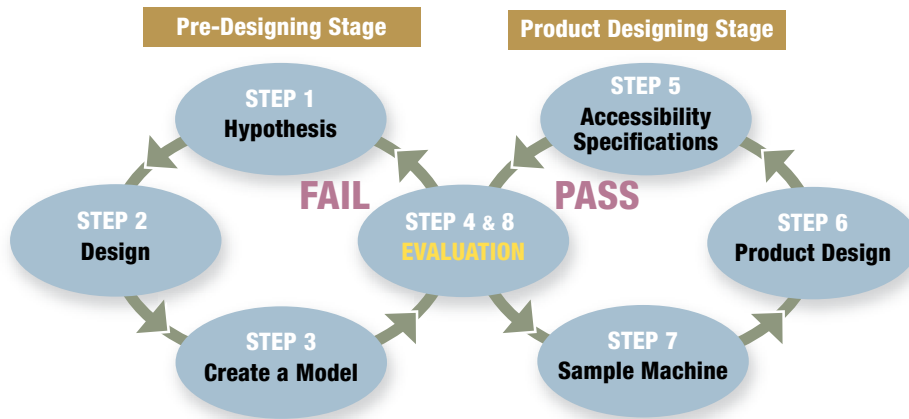 Pre-Designing Stage
Product Designing Stage
STEP 1
Hypothesis
STEP 2
Design
STEP 3
Create a Model
FAIL
STEP 4 & 8
EVALUATION
PASS
STEP 5
Accessibility
Specifications
STEP 6
Product Design
STEP 7
Sample Machine